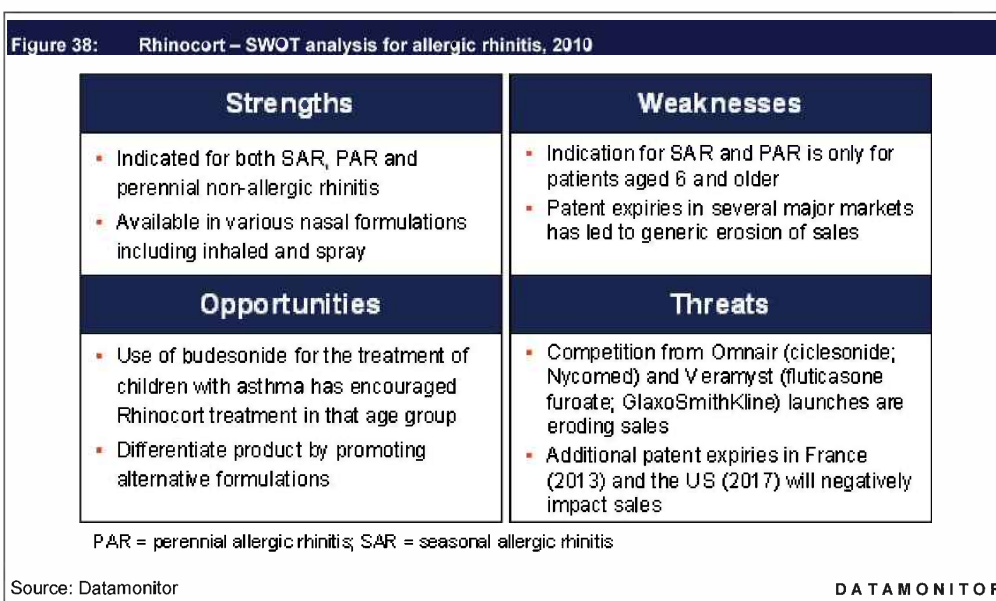 Figure 38: Rhinocort – SWOT analysis for allergic rhinitis, 2010
Strengths
▪ Indicated for both SAR, PAR and
perennial non-allergic rhinitis
▪ Available in various nasal formulations
including inhaled and spray
Weaknesses
▪ Indication for SAR and PAR is only for
patients aged 6 and older
▪ Patent expiries in several major markets
has led to generic erosion of sales
Opportunities
▪ Use of budesonide for the treatment of
children with asthma has encouraged
Rhinocort treatment in that age group
▪ Differentiate product by promoting
alternative formulations
Threats
▪ Competition from Omnair (ciclesonide;
Nycomed) and Veramyst (fluticasone
furoate; GlaxoSmithKline) launches are
eroding sales
▪ Additional patent expiries in France
(2013) and the US (2017) will negatively
impact sales
PAR = perennial allergic rhinitis; SAR = seasonal allergic rhinitis
Source: Datamonitor
DATAMONITOR